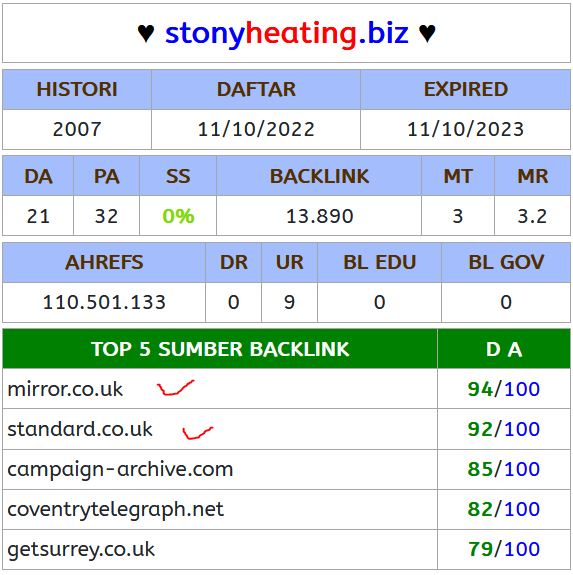 ♥ stonyheating.biz ♥
HISTORI DAFTAR EXPIRED
2007 11/10/2022 11/10/2023
DA PA SS BACKLINK MT MR
21 32 0% 13.890 3 3.2
AHREFS DR UR BL EDU BL GOV
110.501.133 0 9 0 0
TOP 5 SUMBER BACKLINK D A
mirror.co.uk 94/100
standard.co.uk 92/100
campaign-archive.com 85/100
coventrytelegraph.net 82/100
getsurrey.co.uk 79/100